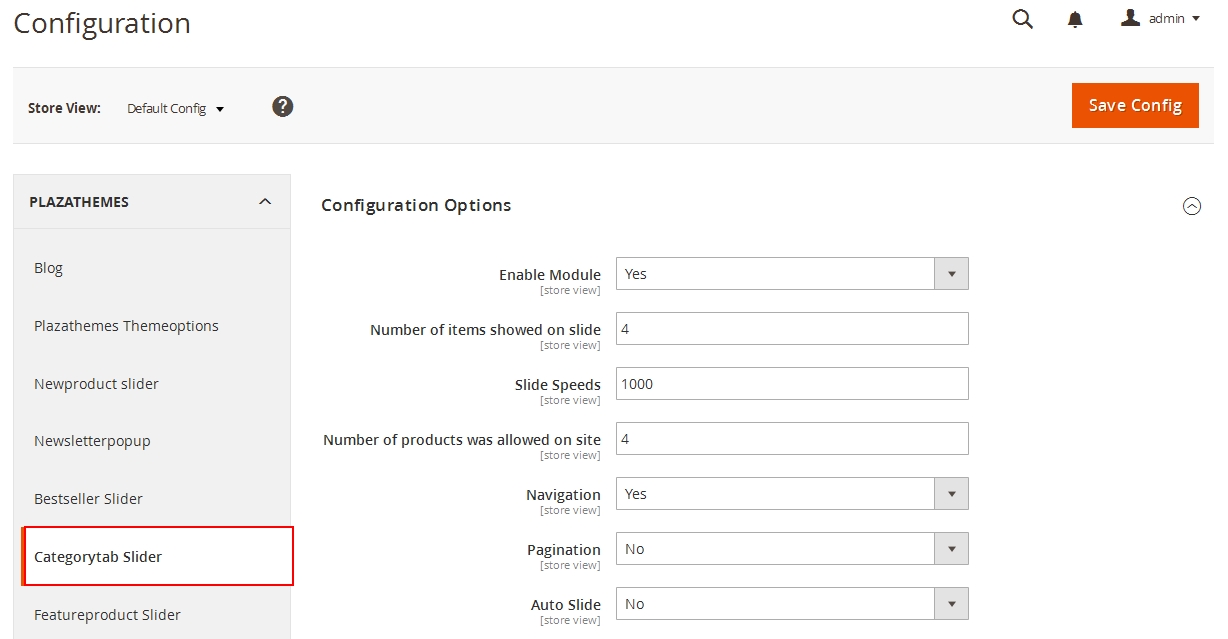 Configuration
admin
Store View: Default Config ?
Save Config
PLAZATHEMES
Blog
Plazathemes Themeoptions
Newproduct slider
Newsletterpopup
Bestseller Slider
Categorytab Slider
Featureproduct Slider
Configuration Options
Enable Module Yes
[store view]
Number of items showed on slide 4
[store view]
Slide Speeds 1000
[store view]
Number of products was allowed on site 4
[store view]
Navigation Yes
[store view]
Pagination No
[store view]
Auto Slide No
[store view]